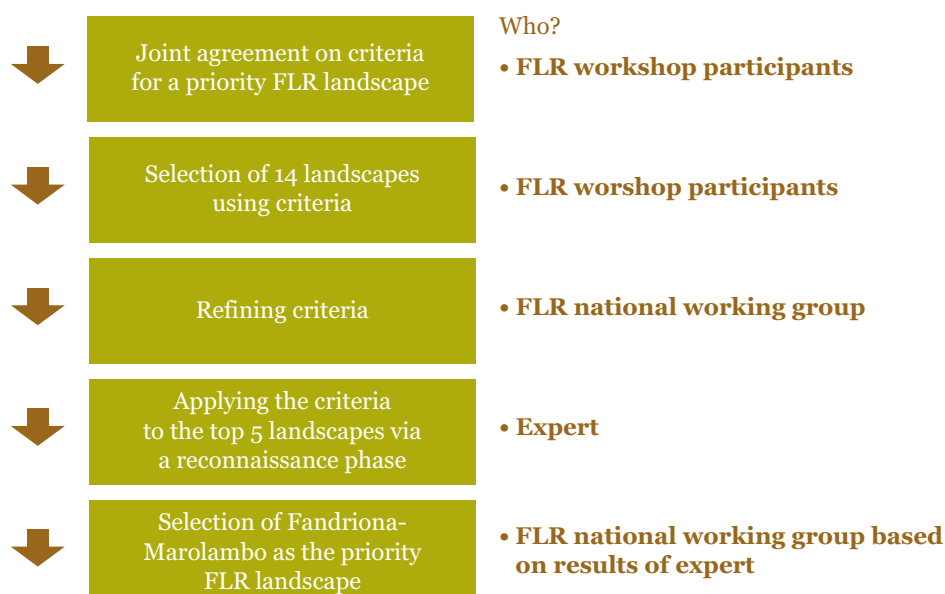 Who?
Joint agreement on criteria
for a priority FLR landscape
• FLR workshop participants
Selection of 14 landscapes
using criteria
• FLR worshop participants
Refining criteria
• FLR national working group
Applying the criteria
to the top 5 landscapes via
a reconnaissance phase
• Expert
Selection of Fandriona-
Marolambo as the priority
FLR landscape
• FLR national working group based
on results of expert